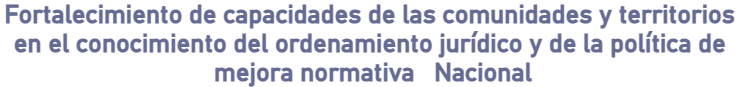 Fortalecimiento de capacidades de las comunidades y territorios
en el conocimiento del ordenamiento jurídico y de la política de
mejora normativa Nacional